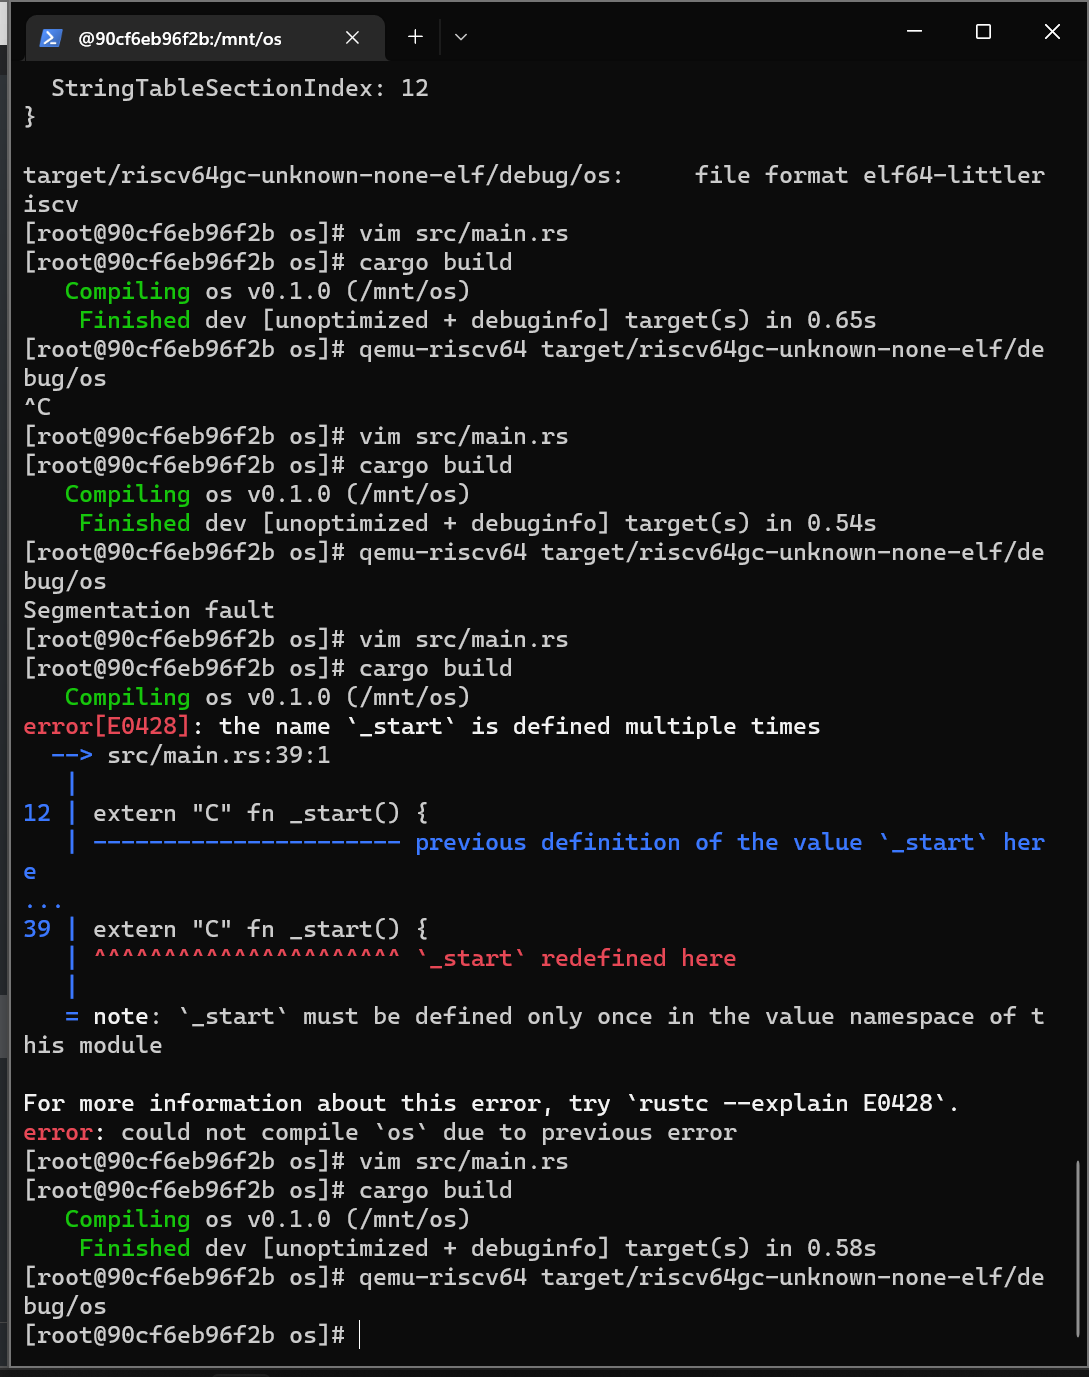 @90cf6eb96f2b:/mnt/os
StringTableSectionIndex: 12
}
target/riscv64gc-unknown-none-elf/debug/os:     file format elf64-littler
iscv
[root@90cf6eb96f2b os]# vim src/main.rs
[root@90cf6eb96f2b os]# cargo build
Compiling os v0.1.0 (/mnt/os)
Finished dev [unoptimized + debuginfo] target(s) in 0.65s
[root@90cf6eb96f2b os]# qemu-riscv64 target/riscv64gc-unknown-none-elf/de
bug/os
^C
[root@90cf6eb96f2b os]# vim src/main.rs
[root@90cf6eb96f2b os]# cargo build
Compiling os v0.1.0 (/mnt/os)
Finished dev [unoptimized + debuginfo] target(s) in 0.54s
[root@90cf6eb96f2b os]# qemu-riscv64 target/riscv64gc-unknown-none-elf/de
bug/os
Segmentation fault
[root@90cf6eb96f2b os]# vim src/main.rs
[root@90cf6eb96f2b os]# cargo build
Compiling os v0.1.0 (/mnt/os)
error[E0428]: the name `_start` is defined multiple times
--> src/main.rs:39:1
|
12 | extern "C" fn _start() {
| ---------------------- previous definition of the value `_start` her
e
...
39 | extern "C" fn _start() {
| ^^^^^^^^^^^^^^^^^^^^^^ `_start` redefined here
|
= note: `_start` must be defined only once in the value namespace of t
his module
For more information about this error, try `rustc --explain E0428`.
error: could not compile `os` due to previous error
[root@90cf6eb96f2b os]# vim src/main.rs
[root@90cf6eb96f2b os]# cargo build
Compiling os v0.1.0 (/mnt/os)
Finished dev [unoptimized + debuginfo] target(s) in 0.58s
[root@90cf6eb96f2b os]# qemu-riscv64 target/riscv64gc-unknown-none-elf/de
bug/os
[root@90cf6eb96f2b os]#